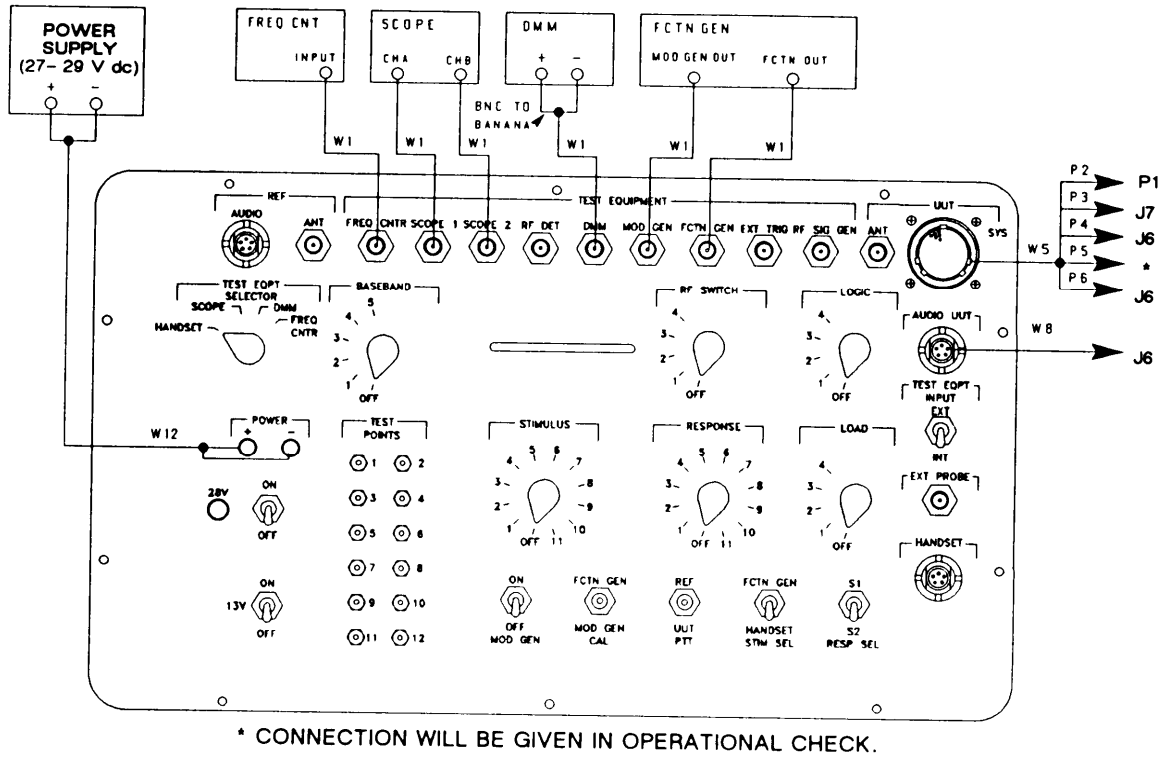 POWER
SUPPLY
(27-29 V dc)
+ -
FREQ CNT
INPUT
SCOPE
CHA CHB
DMM
+ -
FCTN GEN
MOD GEN OUT FCTN OUT
BNC TO
BANANA
W1 W1 W1 W1 W1 W1
P2 P1
P3 J7
P4 J6
W5 P5 *
P6 J6
W8 J6
REF
AUDIO ANT
TEST EQUIPMENT
FREQ CNTR SCOPE 1 SCOPE 2 RF DET DMM MOD GEN FCTN GEN EXT TRIG RF SIG GEN ANT
UUT
SYS
TEST EQPT
SELECTOR
SCOPE DMM
HANDSET FREQ
CNTR
BASEBAND
5
4
3
2
1
OFF
RF SWITCH
4
3
2
1
OFF
LOGIC
4
3
2
1
OFF
AUDIO UUT
TEST EQPT
INPUT
EXT
INT
EXT PROBE
HANDSET
W12
POWER
+ -
28V
ON
OFF
13V
ON
OFF
TEST
POINTS
1 2
3 4
5 6
7 8
9 10
11 12
STIMULUS
5 6
4 7
3 8
2 9
1 10
OFF 11
RESPONSE
5 6
4 7
3 8
2 9
1 10
OFF 11
LOAD
4
3
2
1
OFF
ON
OFF
MOD GEN
FCTN GEN
MOD GEN
CAL
REF
UUT
PTT
FCTN GEN
HANDSET
STIM SEL
S1
S2
RESP SEL
* CONNECTION WILL BE GIVEN IN OPERATIONAL CHECK.